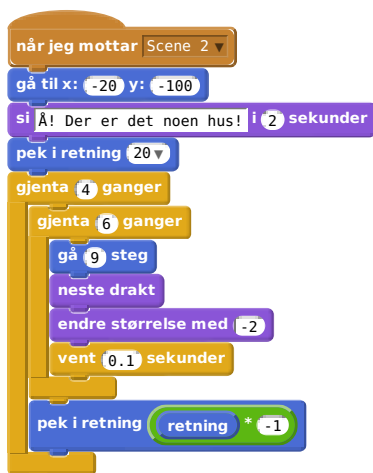 når jeg mottar Scene 2
gå til x: -20 y: -100
si Å! Der er det noen hus! i 2 sekunder
pek i retning 20
gjenta 4 ganger
gjenta 6 ganger
gå 9 steg
neste drakt
endre størrelse med -2
vent 0.1 sekunder
pek i retning retning * -1